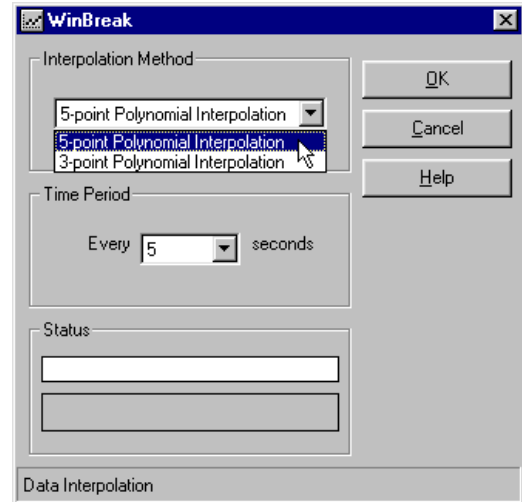 WinBreak
Interpolation Method
5-point Polynomial Interpolation
5-point Polynomial Interpolation
3-point Polynomial Interpolation
OK
Cancel
Help
Time Period
Every 5 seconds
Status
Data Interpolation